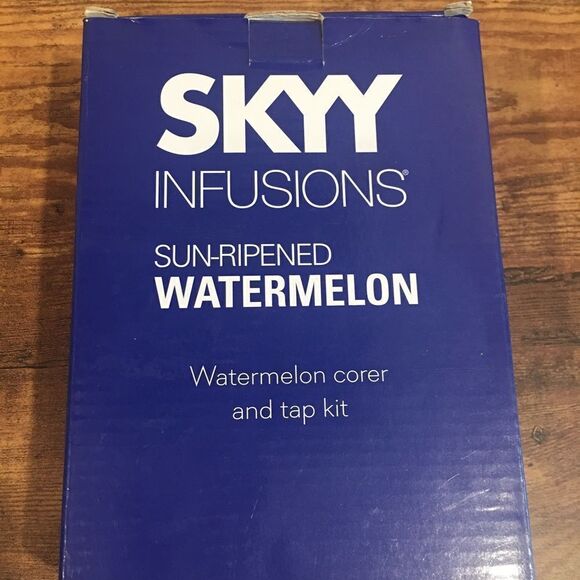 SKYY
INFUSIONS®
SUN-RIPENED
WATERMELON
Watermelon corer
and tap kit